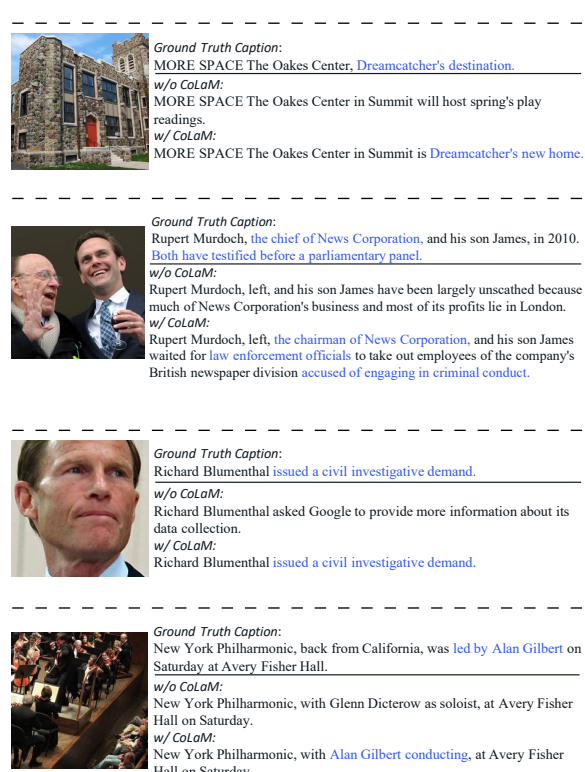 Ground Truth Caption:
MORE SPACE The Oakes Center, Dreamcatcher's destination.
w/o CoLaM:
MORE SPACE The Oakes Center in Summit will host spring's play
readings.
w/ CoLaM:
MORE SPACE The Oakes Center in Summit is Dreamcatcher's new home.
Ground Truth Caption:
Rupert Murdoch, the chief of News Corporation, and his son James, in 2010.
Both have testified before a parliamentary panel.
w/o CoLaM:
Rupert Murdoch, left, and his son James have been largely unscathed because
much of News Corporation's business and most of its profits lie in London.
w/ CoLaM:
Rupert Murdoch, left, the chairman of News Corporation, and his son James
waited for law enforcement officials to take out employees of the company's
British newspaper division accused of engaging in criminal conduct.
Ground Truth Caption:
Richard Blumenthal issued a civil investigative demand.
w/o CoLaM:
Richard Blumenthal asked Google to provide more information about its
data collection.
w/ CoLaM:
Richard Blumenthal issued a civil investigative demand.
Ground Truth Caption:
New York Philharmonic, back from California, was led by Alan Gilbert on
Saturday at Avery Fisher Hall.
w/o CoLaM:
New York Philharmonic, with Glenn Dicterow as soloist, at Avery Fisher
Hall on Saturday.
w/ CoLaM:
New York Philharmonic, with Alan Gilbert conducting, at Avery Fisher
Hall on Saturday